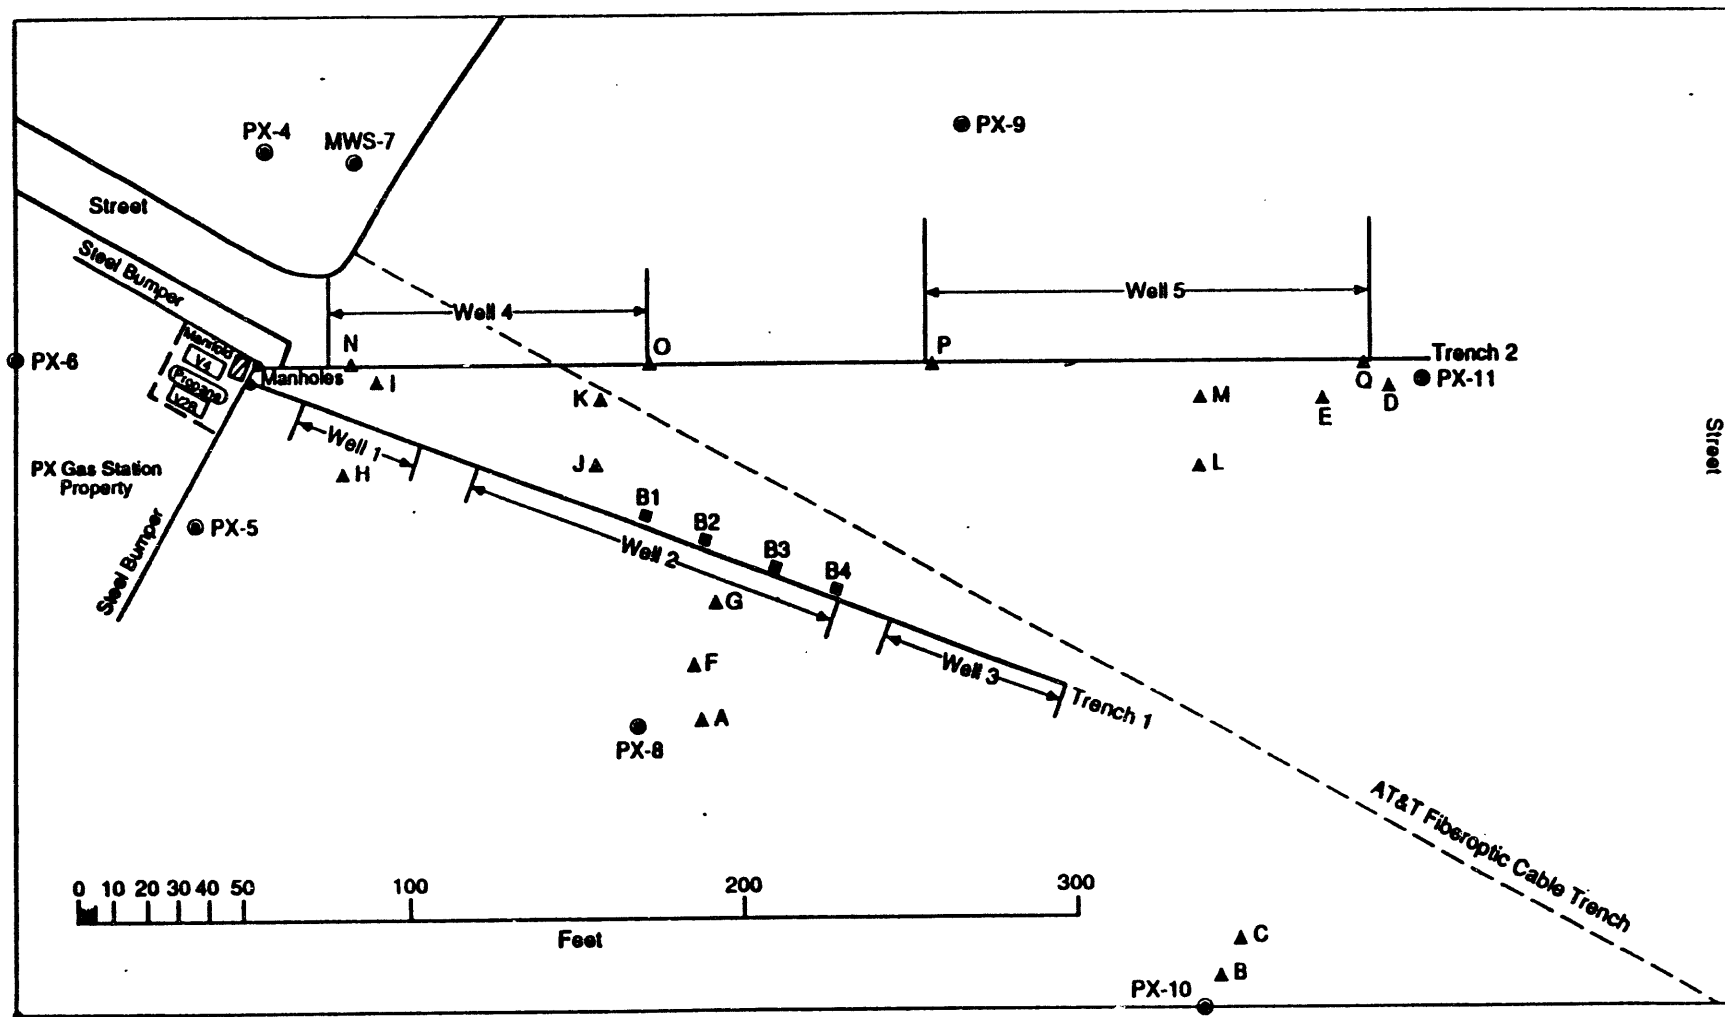 PX-4
MWS-7
PX-9
Street
Steel Bumper
Well 4
Well 5
N
O
P
Trench 2
PX-6
Manifold
V4
Propane
Manholes
I
K
M
E
Q
D
PX-11
Street
Well 1
H
J
L
PX Gas Station
Property
PX-5
Steel Bumper
B1
B2
B3
B4
Well 2
G
F
Well 3
Trench 1
A
PX-8
AT&T Fiberoptic Cable Trench
0 10 20 30 40 50 100 200 300
Feet
C
B
PX-10